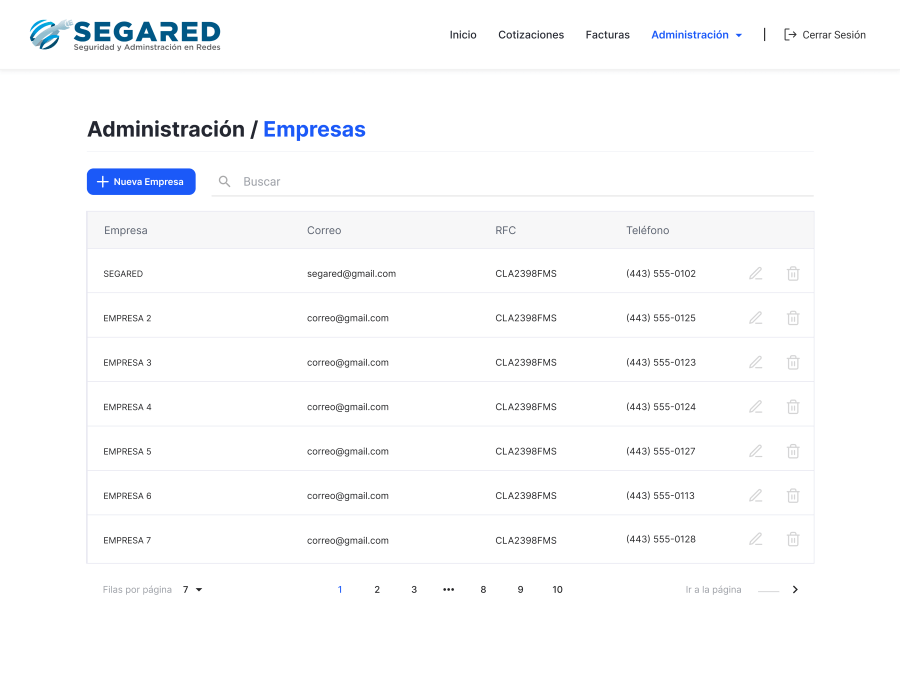 SEGARED
Seguridad y Adminstración en Redes
Inicio Cotizaciones Facturas Administración | Cerrar Sesión
Administración / Empresas
Nueva Empresa Buscar
Empresa Correo RFC Teléfono
SEGARED segared@gmail.com CLA2398FMS (443) 555-0102
EMPRESA 2 correo@gmail.com CLA2398FMS (443) 555-0125
EMPRESA 3 correo@gmail.com CLA2398FMS (443) 555-0123
EMPRESA 4 correo@gmail.com CLA2398FMS (443) 555-0124
EMPRESA 5 correo@gmail.com CLA2398FMS (443) 555-0127
EMPRESA 6 correo@gmail.com CLA2398FMS (443) 555-0113
EMPRESA 7 correo@gmail.com CLA2398FMS (443) 555-0128
Filas por página 7 1 2 3 ••• 8 9 10 Ir a la página